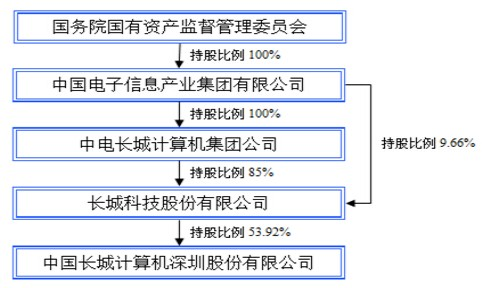 国务院国有资产监督管理委员会
持股比例 100%
中国电子信息产业集团有限公司
持股比例 100%
持股比例 9.66%
中电长城计算机集团公司
持股比例 85%
长城科技股份有限公司
持股比例 53.92%
中国长城计算机深圳股份有限公司